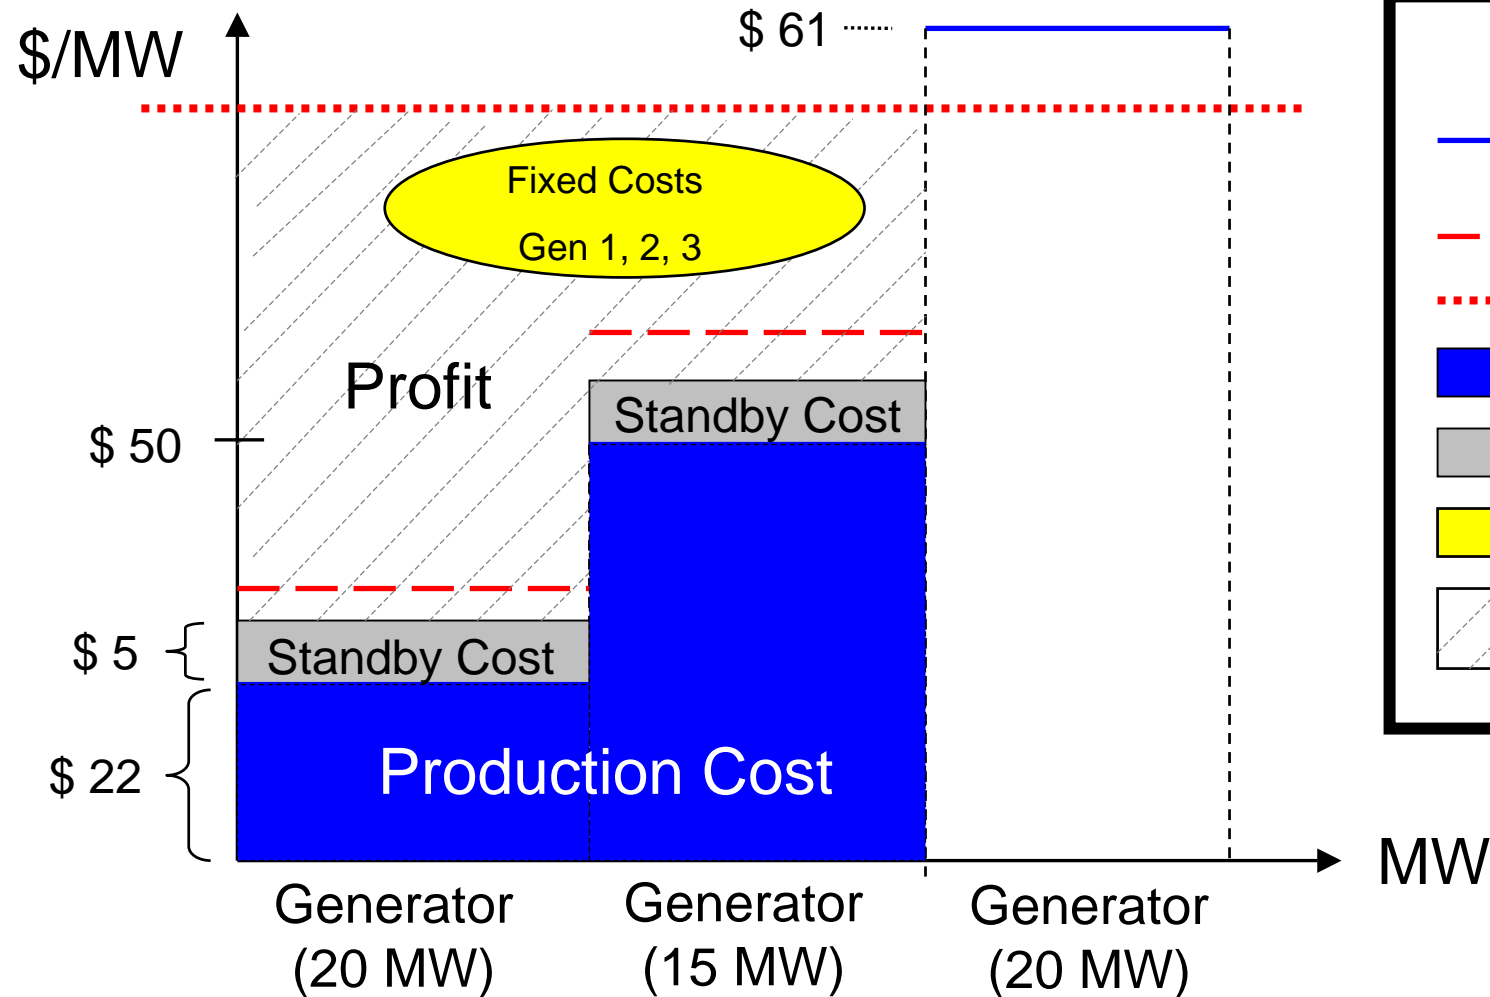 $/MW
$ 61
Fixed Costs
Gen 1, 2, 3
Profit
$ 50
Standby Cost
$ 5
Standby Cost
$ 22
Production Cost
MW
Generator
(20 MW)
Generator
(15 MW)
Generator
(20 MW)